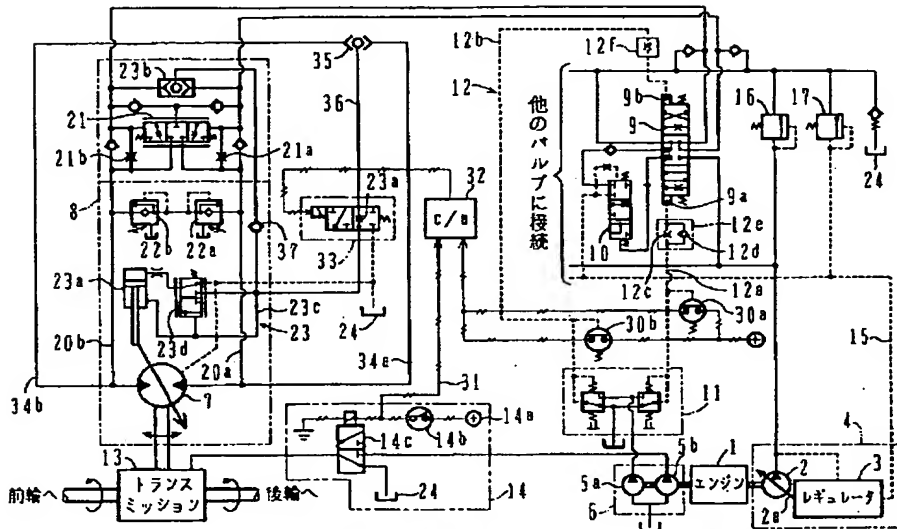 35
12b
12f
23b
12
9b
36
9
16
17
21
21b
21a
他のバルブに接続
24
32
23a
C/B
9a
8
12e
22b
22a
37
33
10
12d
12c
12a
23a
24
30b
30a
23c
23
23d
15
20b
20a
34a
31
34b
7
11
14a
4
14c
14b
5b
1
2
3
13
5a
エンジン
レギュレータ
トランス
ミッション
前輪へ
後輪へ
24
14
6
2a